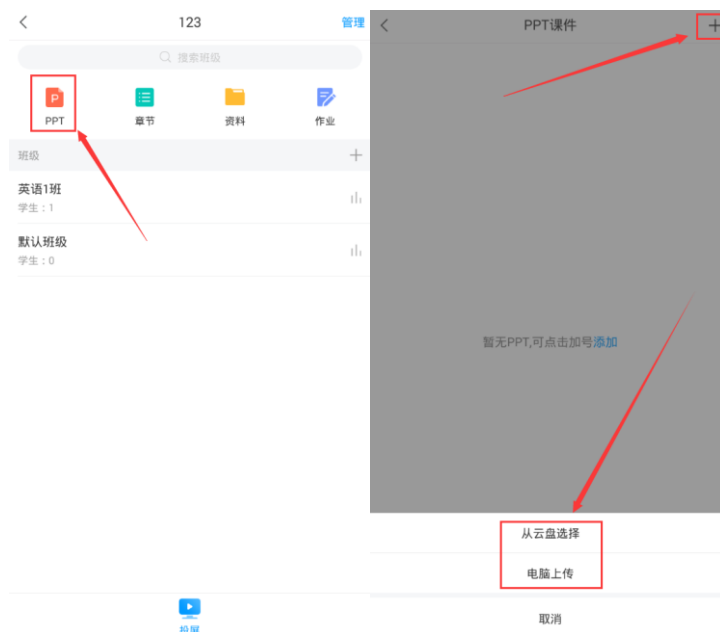 123
管理
搜索班级
P
PPT
章节
资料
作业
班级
英语1班
学生：1
默认班级
学生：0
投屏
PPT课件
暂无PPT,可点击加号添加
从云盘选择
电脑上传
取消